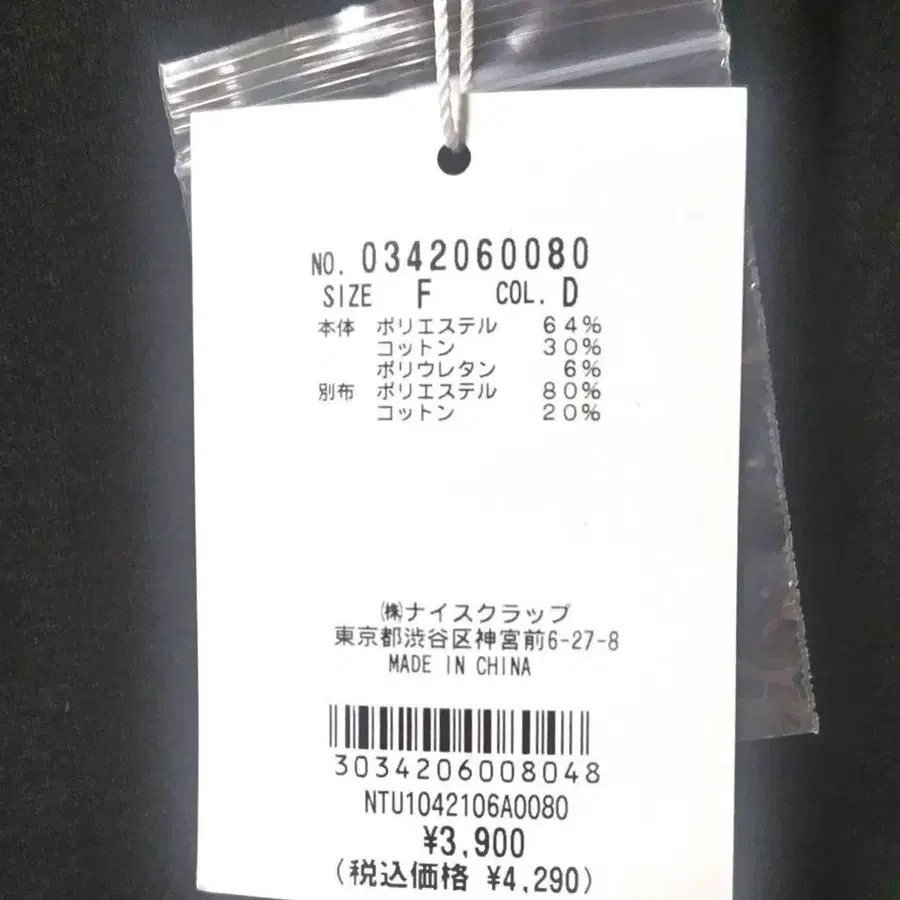 NO. 0342060080
SIZE F COL. D
本体 ポリエステル 64%
コットン 30%
ポリウレタン 6%
別布 ポリエステル 80%
コットン 20%
㈱ナイスクラップ
東京都渋谷区神宮前6-27-8
MADE IN CHINA
3034206008048
NTU1042106A0080
¥3,900
(税込価格 ¥4,290)